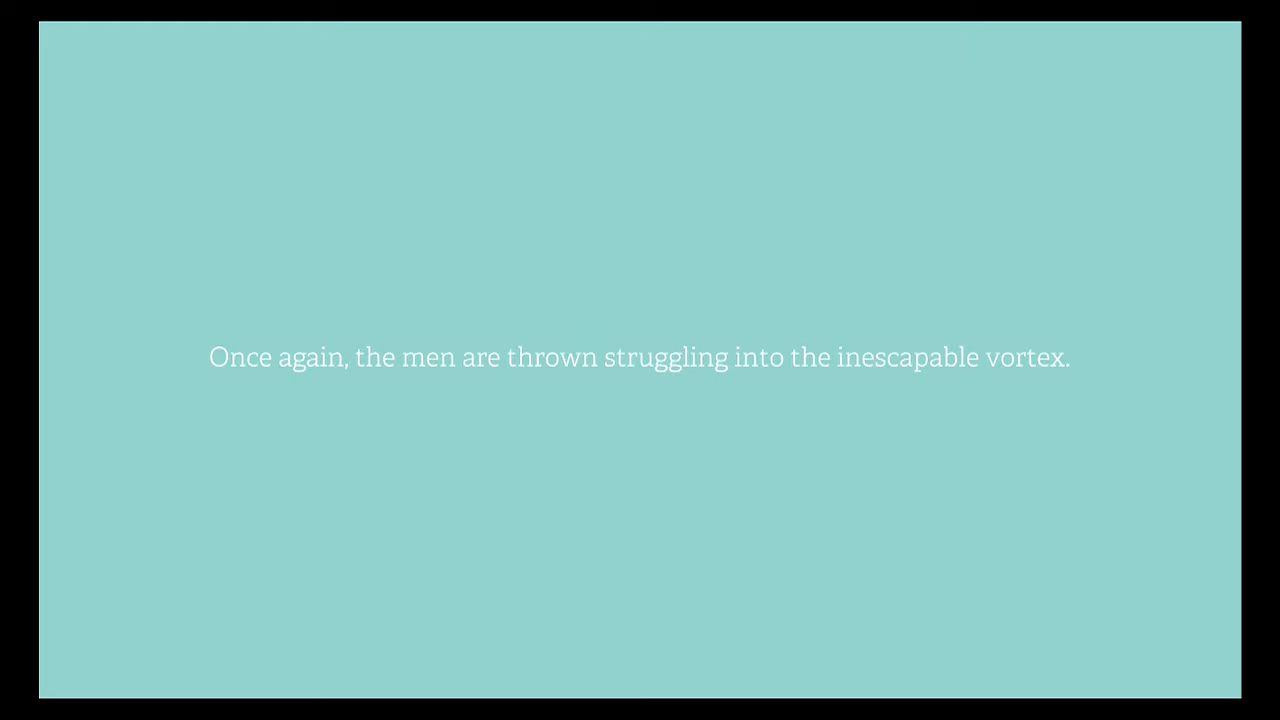 Once again, the men are thrown struggling into the inescapable vortex.